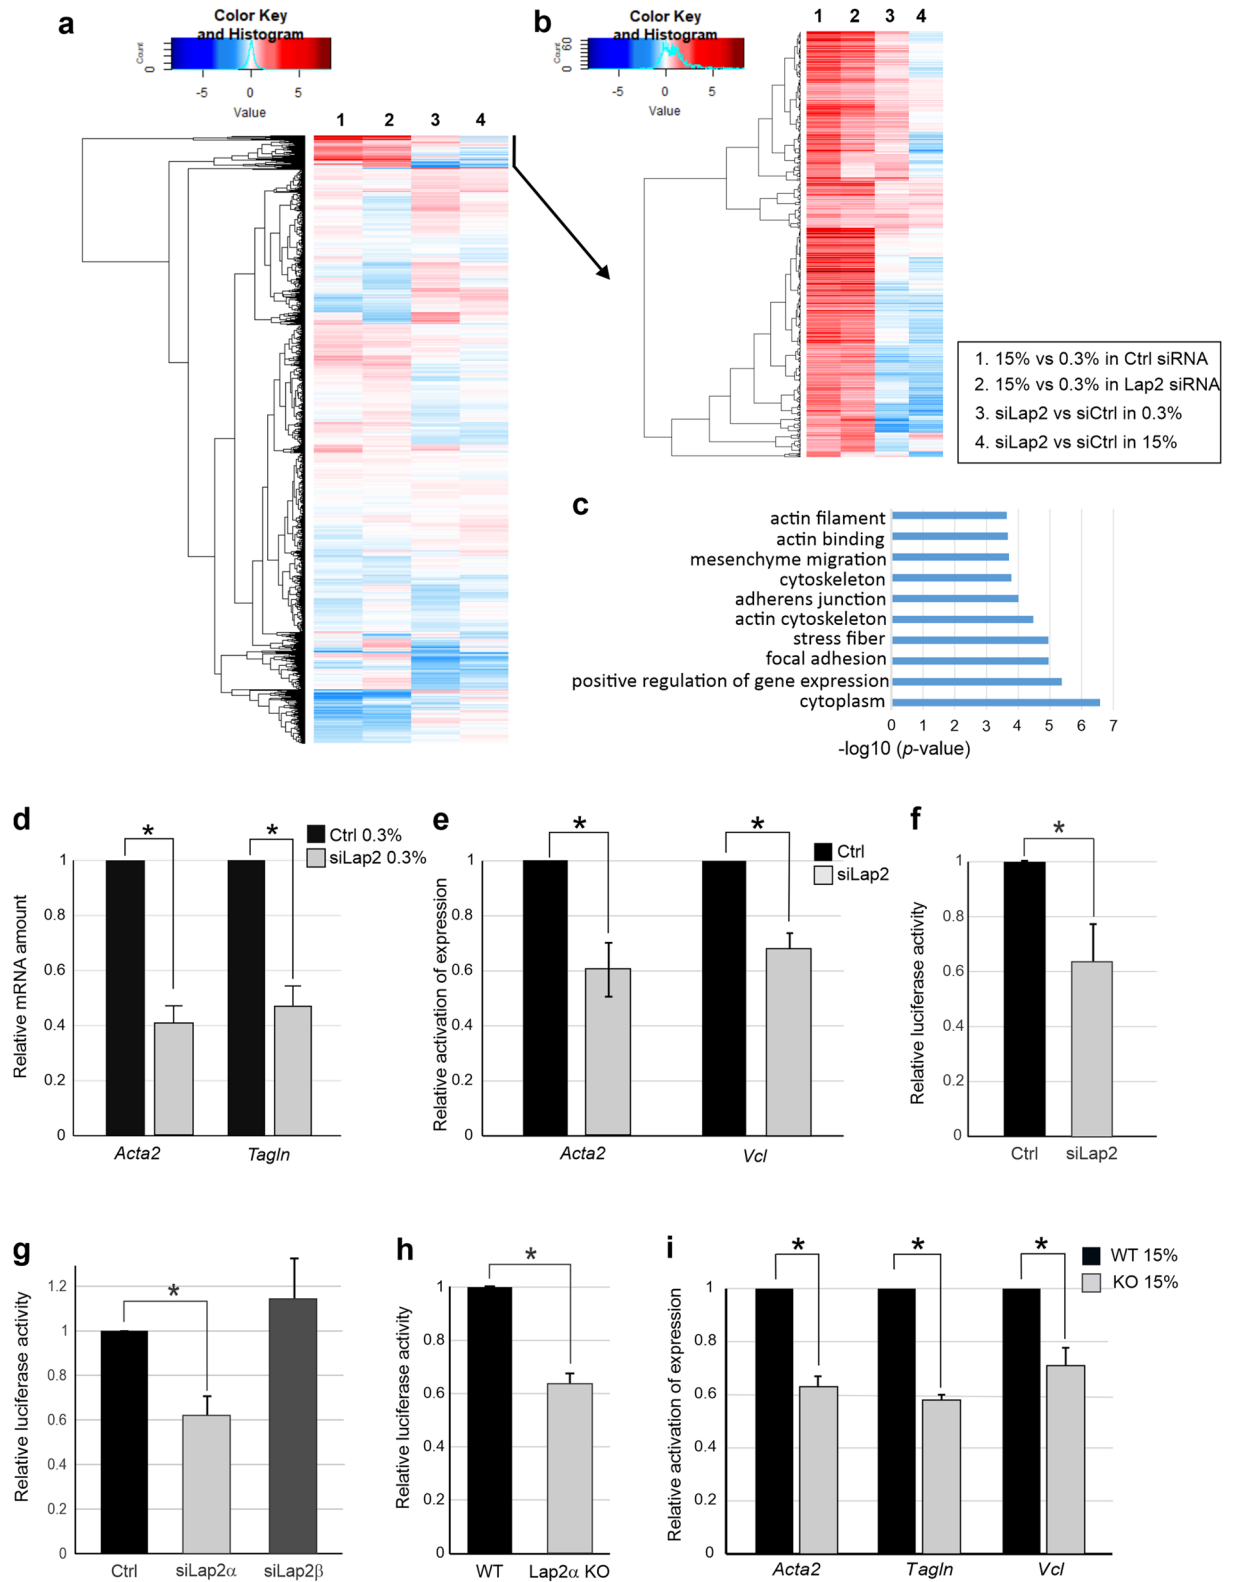 a
Color Key
and Histogram
Count
0
-5 0 5
Value
1 2 3 4
b
Color Key
and Histogram
Count
0 60
-5 0 5
Value
1 2 3 4
1. 15% vs 0.3% in Ctrl siRNA
2. 15% vs 0.3% in Lap2 siRNA
3. siLap2 vs siCtrl in 0.3%
4. siLap2 vs siCtrl in 15%
c
actin filament
actin binding
mesenchyme migration
cytoskeleton
adherens junction
actin cytoskeleton
stress fiber
focal adhesion
positive regulation of gene expression
cytoplasm
0 1 2 3 4 5 6 7
-log10 (p-value)
d
* *
Ctrl 0.3%
siLap2 0.3%
Relative mRNA amount
1
0.8
0.6
0.4
0.2
0
Acta2 Tagln
e
* *
Ctrl
siLap2
Relative activation of expression
1
0.8
0.6
0.4
0.2
0
Acta2 Vcl
f
*
Relative luciferase activity
1
0.8
0.6
0.4
0.2
0
Ctrl siLap2
g
*
Relative luciferase activity
1.2
1
0.8
0.6
0.4
0.2
0
Ctrl siLap2α siLap2β
h
*
Relative luciferase activity
1
0.8
0.6
0.4
0.2
0
WT Lap2α KO
i
* * *
WT 15%
KO 15%
Relative activation of expression
1
0.8
0.6
0.4
0.2
0
Acta2 Tagln Vcl